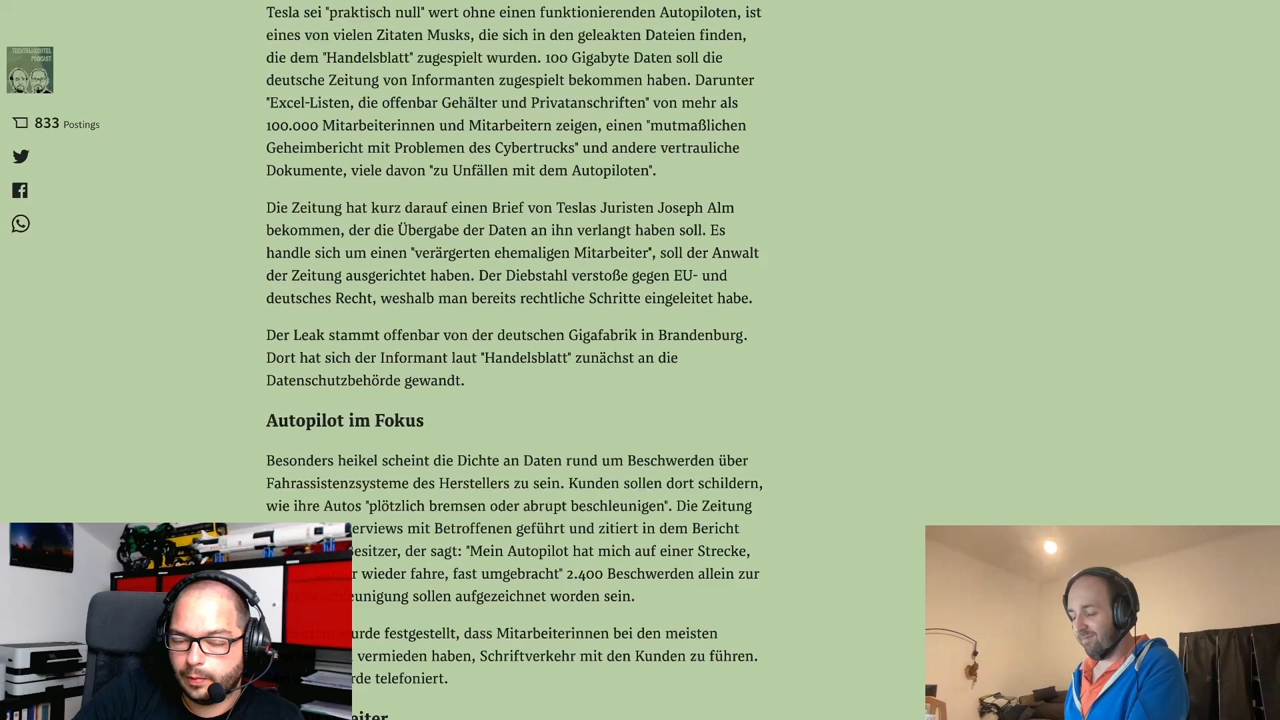 Tesla sei "praktisch null" wert ohne einen funktionierenden Autopiloten, ist
eines von vielen Zitaten Musks, die sich in den geleakten Dateien finden,
die dem "Handelsblatt" zugespielt wurden. 100 Gigabyte Daten soll die
deutsche Zeitung von Informanten zugespielt bekommen haben. Darunter
"Excel-Listen, die offenbar Gehälter und Privatanschriften" von mehr als
100.000 Mitarbeiterinnen und Mitarbeitern zeigen, einen "mutmaßlichen
Geheimbericht mit Problemen des Cybertrucks" und andere vertrauliche
Dokumente, viele davon "zu Unfällen mit dem Autopiloten".
PODCAST
833 Postings
Die Zeitung hat kurz darauf einen Brief von Teslas Juristen Joseph Alm
bekommen, der die Übergabe der Daten an ihn verlangt haben soll. Es
handle sich um einen "verärgerten ehemaligen Mitarbeiter", soll der Anwalt
der Zeitung ausgerichtet haben. Der Diebstahl verstoße gegen EU- und
deutsches Recht, weshalb man bereits rechtliche Schritte eingeleitet habe.
Der Leak stammt offenbar von der deutschen Gigafabrik in Brandenburg.
Dort hat sich der Informant laut "Handelsblatt" zunächst an die
Datenschutzbehörde gewandt.
Autopilot im Fokus
Besonders heikel scheint die Dichte an Daten rund um Beschwerden über
Fahrassistenzsysteme des Herstellers zu sein. Kunden sollen dort schildern,
wie ihre Autos "plötzlich bremsen oder abrupt beschleunigen". Die Zeitung
erviews mit Betroffenen geführt und zitiert in dem Bericht
esitzer, der sagt: "Mein Autopilot hat mich auf einer Strecke,
r wieder fahre, fast umgebracht" 2.400 Beschwerden allein zur
eunigung sollen aufgezeichnet worden sein.
urde festgestellt, dass Mitarbeiterinnen bei den meisten
vermieden haben, Schriftverkehr mit den Kunden zu führen.
rde telefoniert.
eiter